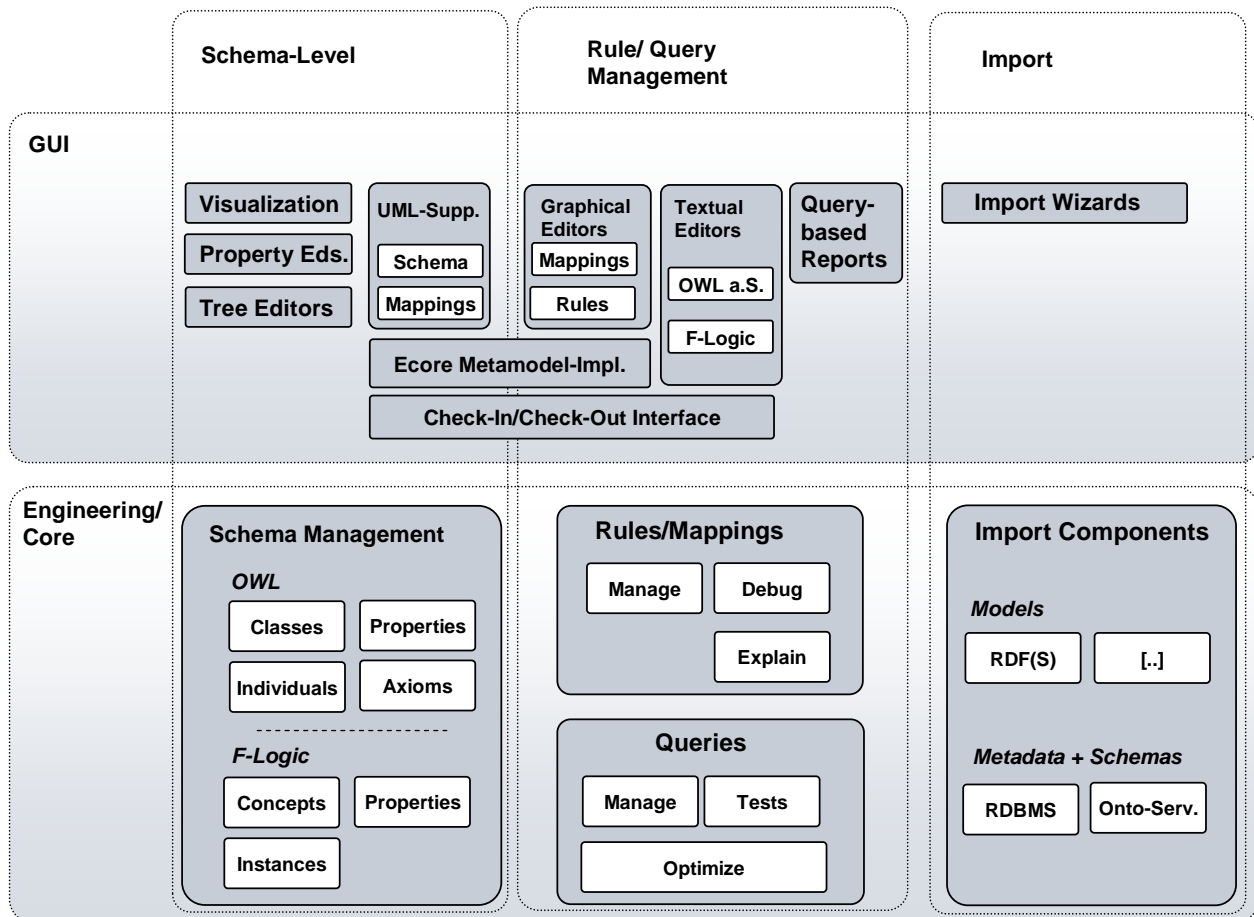 Schema-Level
Rule/ Query
Management
Import
GUI
Visualization
Property Eds.
Tree Editors
UML-Supp.
Schema
Mappings
Graphical
Editors
Mappings
Rules
Textual
Editors
OWL a.S.
F-Logic
Query-
based
Reports
Import Wizards
Ecore Metamodel-Impl.
Check-In/Check-Out Interface
Engineering/
Core
Schema Management
OWL
Classes
Properties
Individuals
Axioms
F-Logic
Concepts
Properties
Instances
Rules/Mappings
Manage
Debug
Explain
Queries
Manage
Tests
Optimize
Import Components
Models
RDF(S)
[..]
Metadata + Schemas
RDBMS
Onto-Serv.